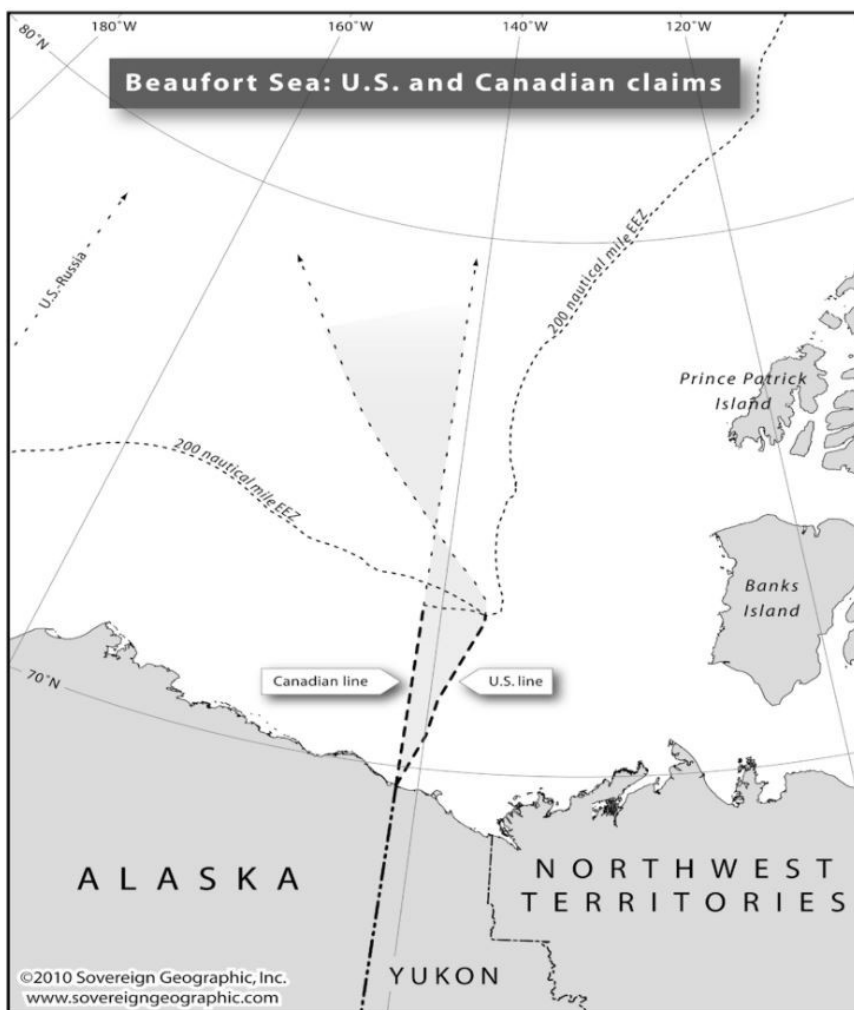 180˚W
160˚W
140˚W
120˚W
80˚N
Beaufort Sea: U.S. and Canadian claims
U.S.-Russia
200 nautical mile EEZ
Prince Patrick
Island
200 nautical mile EEZ
Banks
Island
70˚N
Canadian line
U.S. line
ALASKA
NORTHWEST
TERRITORIES
YUKON
©2010 Sovereign Geographic, Inc.
www.sovereigngeographic.com